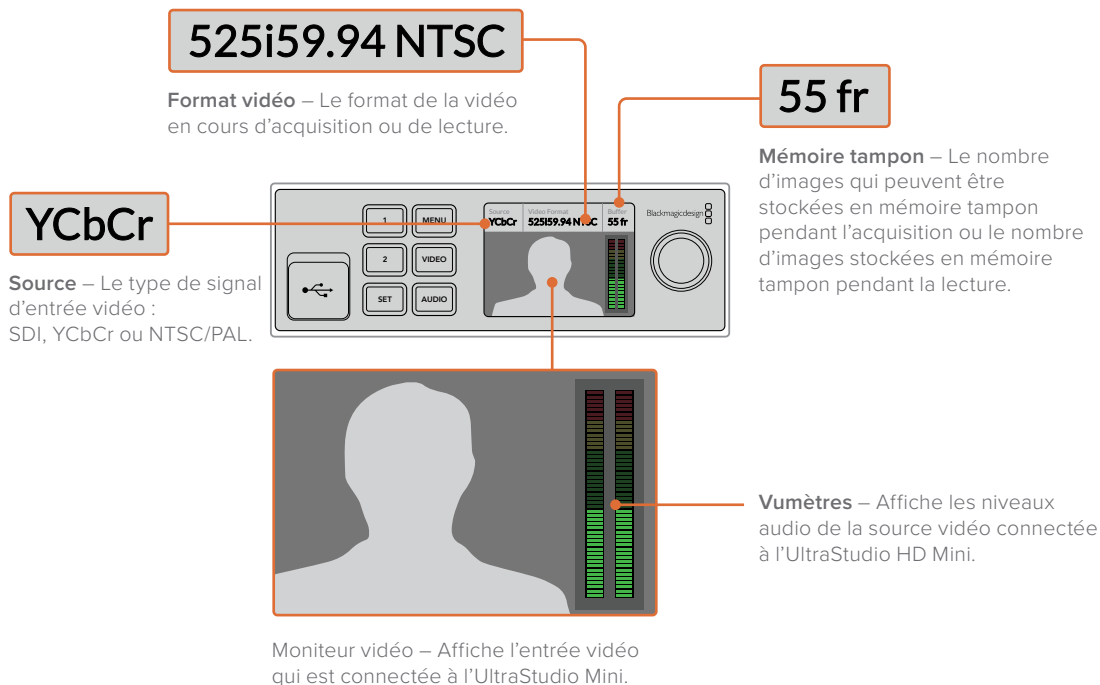 525i59.94 NTSC
Format vidéo – Le format de la vidéo
en cours d'acquisition ou de lecture.
55 fr
Mémoire tampon – Le nombre
d'images qui peuvent être
stockées en mémoire tampon
pendant l'acquisition ou le nombre
d'images stockées en mémoire
tampon pendant la lecture.
YCbCr
Source – Le type de signal
d'entrée vidéo :
SDI, YCbCr ou NTSC/PAL.
1
MENU
2
VIDEO
SET
AUDIO
Source
YCbCr
Video Format
525i59.94 NTSC
Buffer
55 fr
Blackmagicdesign
Vumètres – Affiche les niveaux
audio de la source vidéo connectée
à l'UltraStudio HD Mini.
Moniteur vidéo – Affiche l'entrée vidéo
qui est connectée à l'UltraStudio Mini.